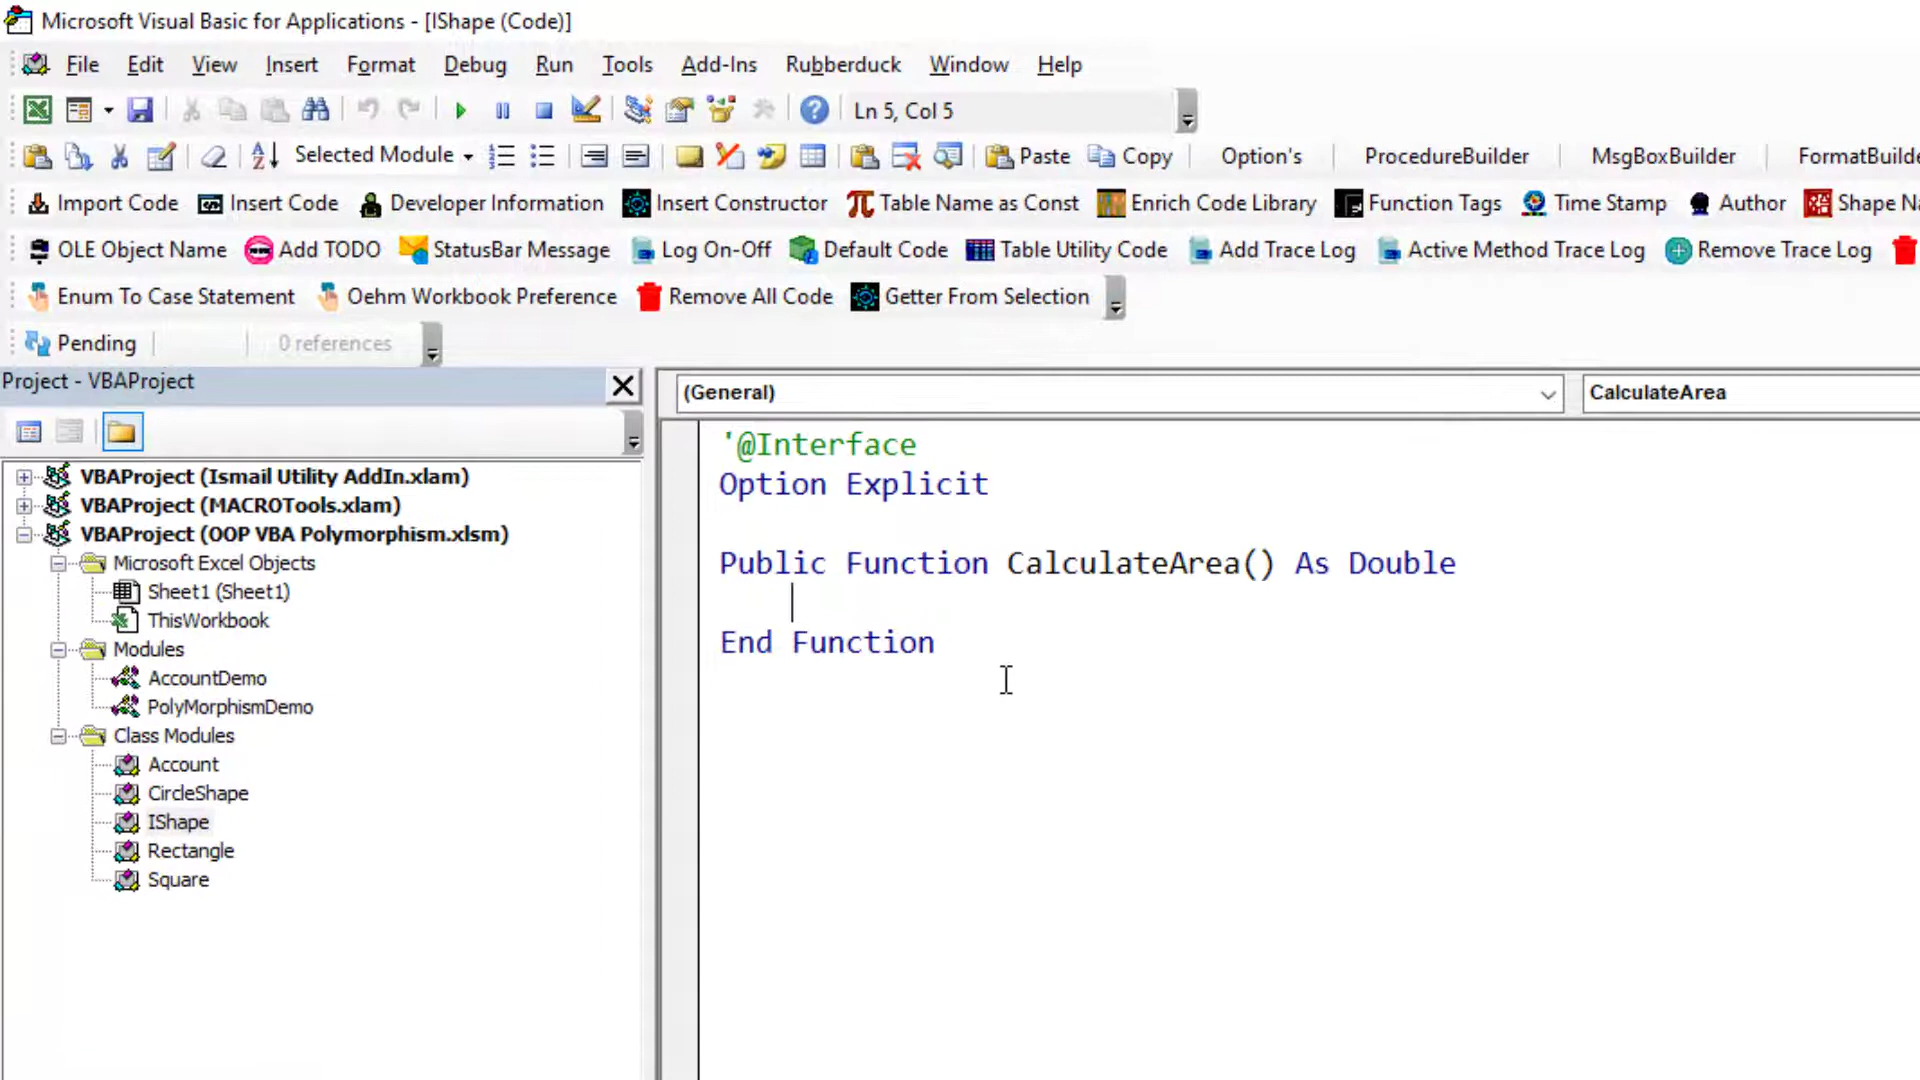 Microsoft Visual Basic for Applications - [IShape (Code)]
File Edit View Insert Format Debug Run Tools Add-Ins Rubberduck Window Help
Ln 5, Col 5
Selected Module Paste Copy Option's ProcedureBuilder MsgBoxBuilder FormatBuilde
Import Code Insert Code Developer Information Insert Constructor Table Name as Const Enrich Code Library Function Tags Time Stamp Author Shape Na
OLE Object Name Add TODO StatusBar Message Log On-Off Default Code Table Utility Code Add Trace Log Active Method Trace Log Remove Trace Log
Enum To Case Statement Oehm Workbook Preference Remove All Code Getter From Selection
Pending 0 references
Project - VBAProject
VBAProject (Ismail Utility AddIn.xlam)
VBAProject (MACROTools.xlam)
VBAProject (OOP VBA Polymorphism.xlsm)
Microsoft Excel Objects
Sheet1 (Sheet1)
ThisWorkbook
Modules
AccountDemo
PolyMorphismDemo
Class Modules
Account
CircleShape
IShape
Rectangle
Square
(General) CalculateArea
'@Interface
Option Explicit
Public Function CalculateArea() As Double
End Function